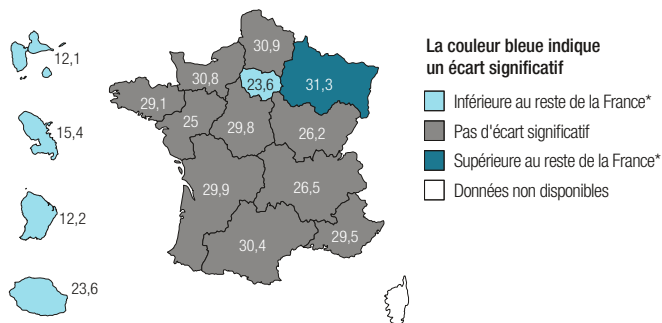 12,1
15,4
12,2
23,6
30,9
30,8
23,6
31,3
29,1
25
29,8
26,2
29,9
26,5
30,4
29,5
La couleur bleue indique
un écart significatif
Inférieure au reste de la France*
Pas d'écart significatif
Supérieure au reste de la France*
Données non disponibles